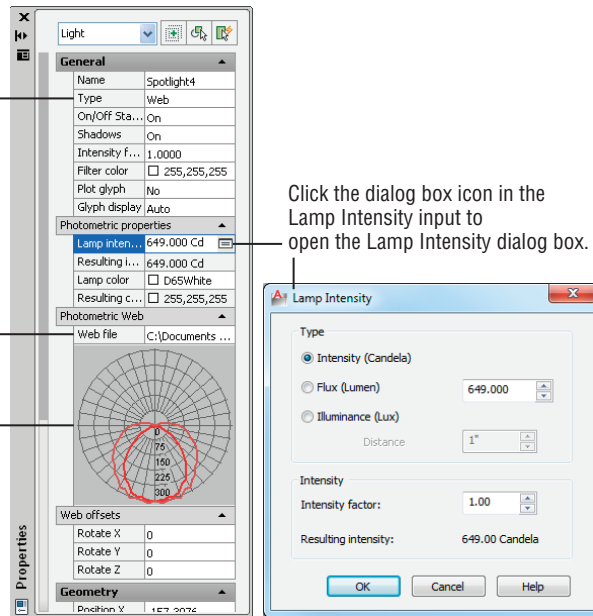 Light
General
Name Spotlight4
Type Web
On/Off Sta... On
Shadows On
Intensity f... 1.0000
Filter color 255,255,255
Plot glyph No
Glyph display Auto
Photometric properties
Lamp inten... 649.000 Cd
Resulting i... 649.000 Cd
Lamp color D65White
Resulting c... 255,255,255
Photometric Web
Web file C:\Documents ...
0
75
150
225
300
Web offsets
Rotate X 0
Rotate Y 0
Rotate Z 0
Geometry
Position X 157.3976
Properties
Click the dialog box icon in the
Lamp Intensity input to
open the Lamp Intensity dialog box.
Lamp Intensity
Type
Intensity (Candela)
Flux (Lumen) 649.000
Illuminance (Lux)
Distance 1"
Intensity
Intensity factor: 1.00
Resulting intensity: 649.00 Candela
OK Cancel Help